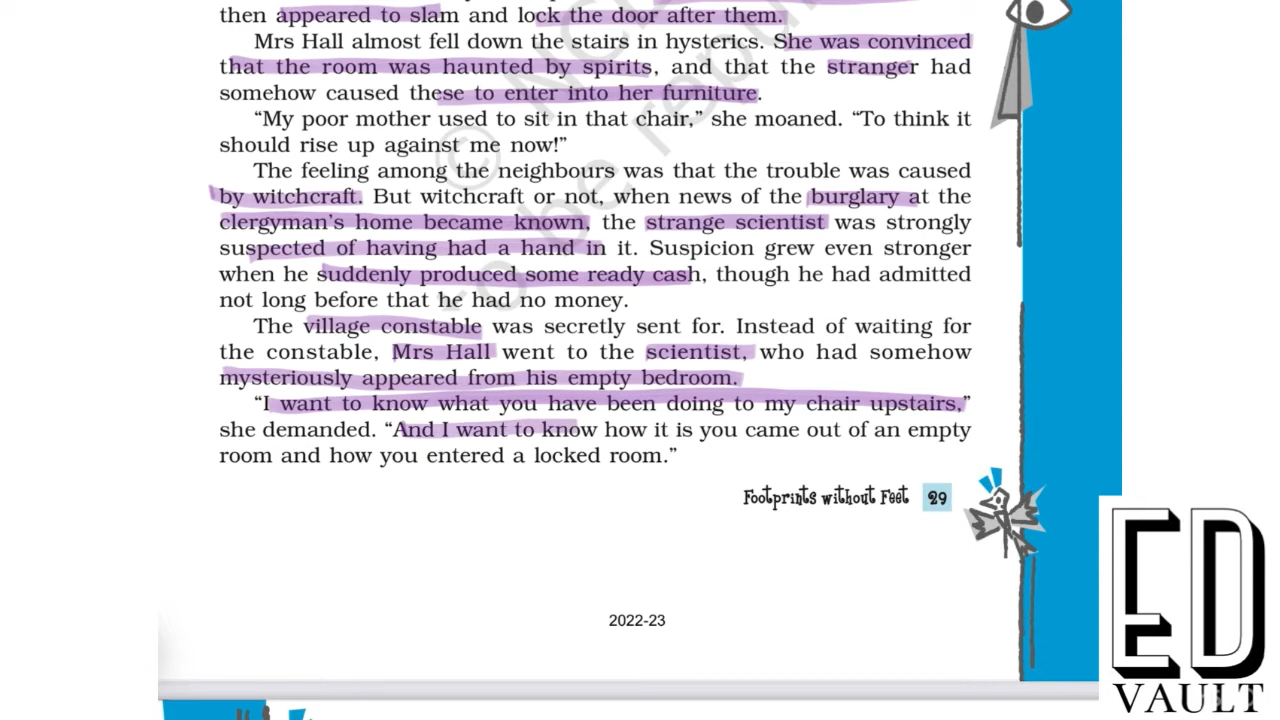 then appeared to slam and lock the door after them.
Mrs Hall almost fell down the stairs in hysterics. She was convinced
that the room was haunted by spirits, and that the stranger had
somehow caused these to enter into her furniture.
“My poor mother used to sit in that chair,” she moaned. “To think it
should rise up against me now!”
The feeling among the neighbours was that the trouble was caused
by witchcraft. But witchcraft or not, when news of the burglary at the
clergyman’s home became known, the strange scientist was strongly
suspected of having had a hand in it. Suspicion grew even stronger
when he suddenly produced some ready cash, though he had admitted
not long before that he had no money.
The village constable was secretly sent for. Instead of waiting for
the constable, Mrs Hall went to the scientist, who had somehow
mysteriously appeared from his empty bedroom.
“I want to know what you have been doing to my chair upstairs,”
she demanded. “And I want to know how it is you came out of an empty
room and how you entered a locked room.”
Footprints without Feet 29
2022-23
ED
VAULT